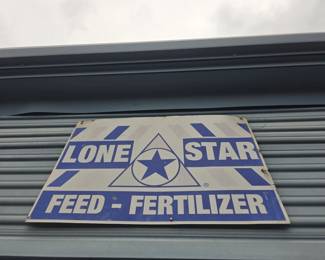 LONE STAR
FEED - FERTILIZER
®